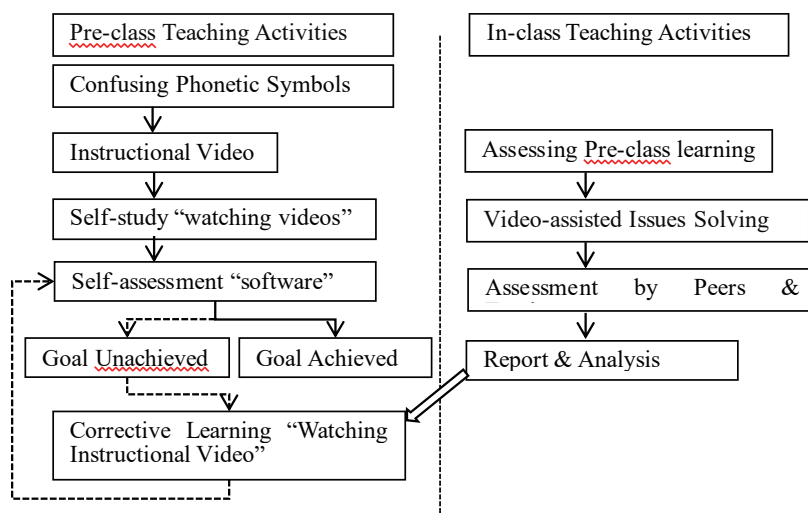 Pre-class Teaching Activities
Confusing Phonetic Symbols
Instructional Video
Self-study “watching videos”
Self-assessment “software”
Goal Unachieved
Goal Achieved
Corrective Learning “Watching
Instructional Video”
In-class Teaching Activities
Assessing Pre-class learning
Video-assisted Issues Solving
Assessment by Peers &
Report & Analysis